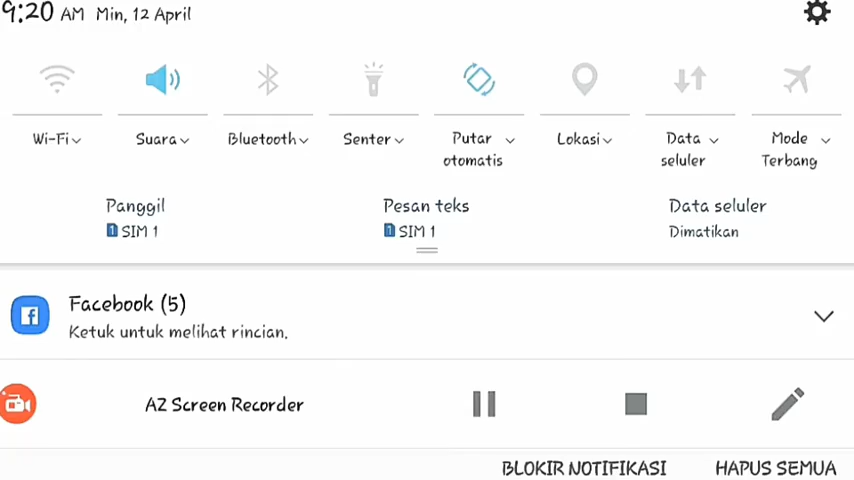 9:20 AM Min, 12 April
Wi-Fi Suara Bluetooth Senter Putar otomatis Lokasi Data seluler Mode Terbang
Panggil Pesan teks Data seluler
1 SIM 1 1 SIM 1 Dimatikan
Facebook (5)
Ketuk untuk melihat rincian.
AZ Screen Recorder
BLOKIR NOTIFIKASI HAPUS SEMUA